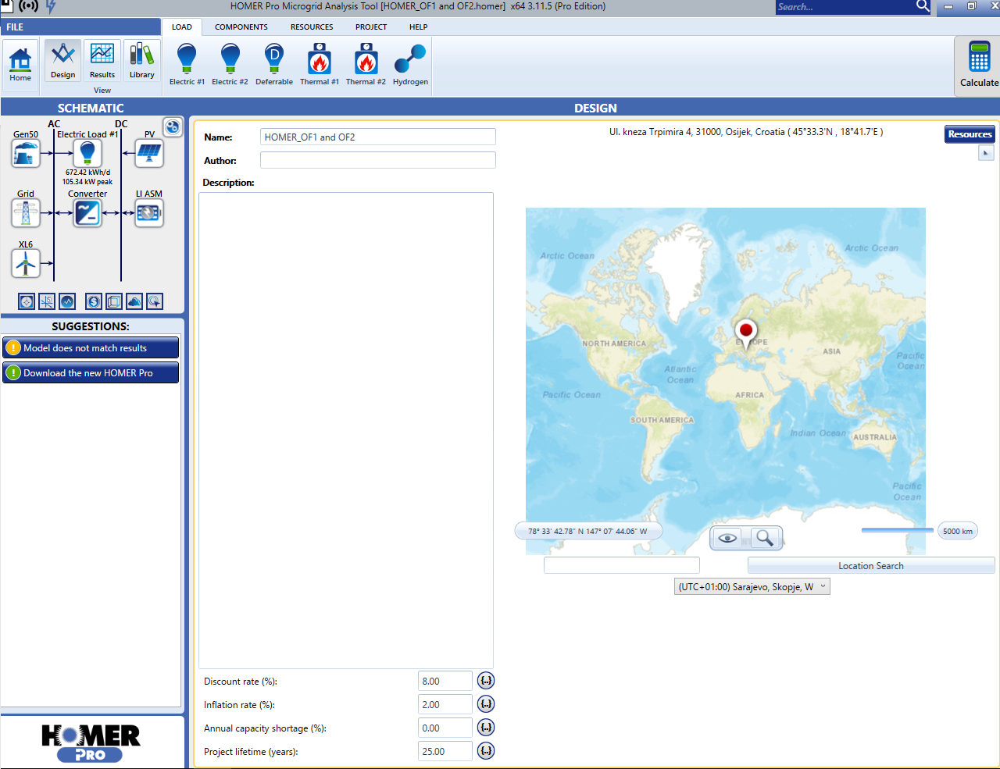 HOMER Pro Microgrid Analysis Tool [HOMER_OF1 and OF2.homer]  x64 3.11.5 (Pro Edition)
Search...
FILE
LOAD
COMPONENTS
RESOURCES
PROJECT
HELP
Home
Design
Results
Library
View
Electric #1
Electric #2
D
Deferrable
Thermal #1
Thermal #2
Hydrogen
Calculate
SCHEMATIC
AC
DC
Gen50
Electric Load #1
PV
672.42 kWh/d
105.34 kW peak
Grid
Converter
LI ASM
XL6
SUGGESTIONS:
Model does not match results
Download the new HOMER Pro
HOMER
PRO
DESIGN
Name:
HOMER_OF1 and OF2
Author:
Description:
Discount rate (%):
8.00
{..}
Inflation rate (%):
2.00
{..}
Annual capacity shortage (%):
0.00
{..}
Project lifetime (years):
25.00
{..}
Ul. kneza Trpimira 4, 31000, Osijek, Croatia ( 45°33.3'N , 18°41.7'E )
Resources
Arctic Ocean
Arctic Ocean
NORTH AMERICA
ASIA
Pacific
Ocean
Atlantic
Ocean
Pacific Ocean
AFRICA
SOUTH AMERICA
Indian Ocean
AUSTRALIA
Pacific
Ocean
78° 33' 42.78" N 147° 07' 44.06" W
5000 km
Location Search
(UTC+01:00) Sarajevo, Skopje, W